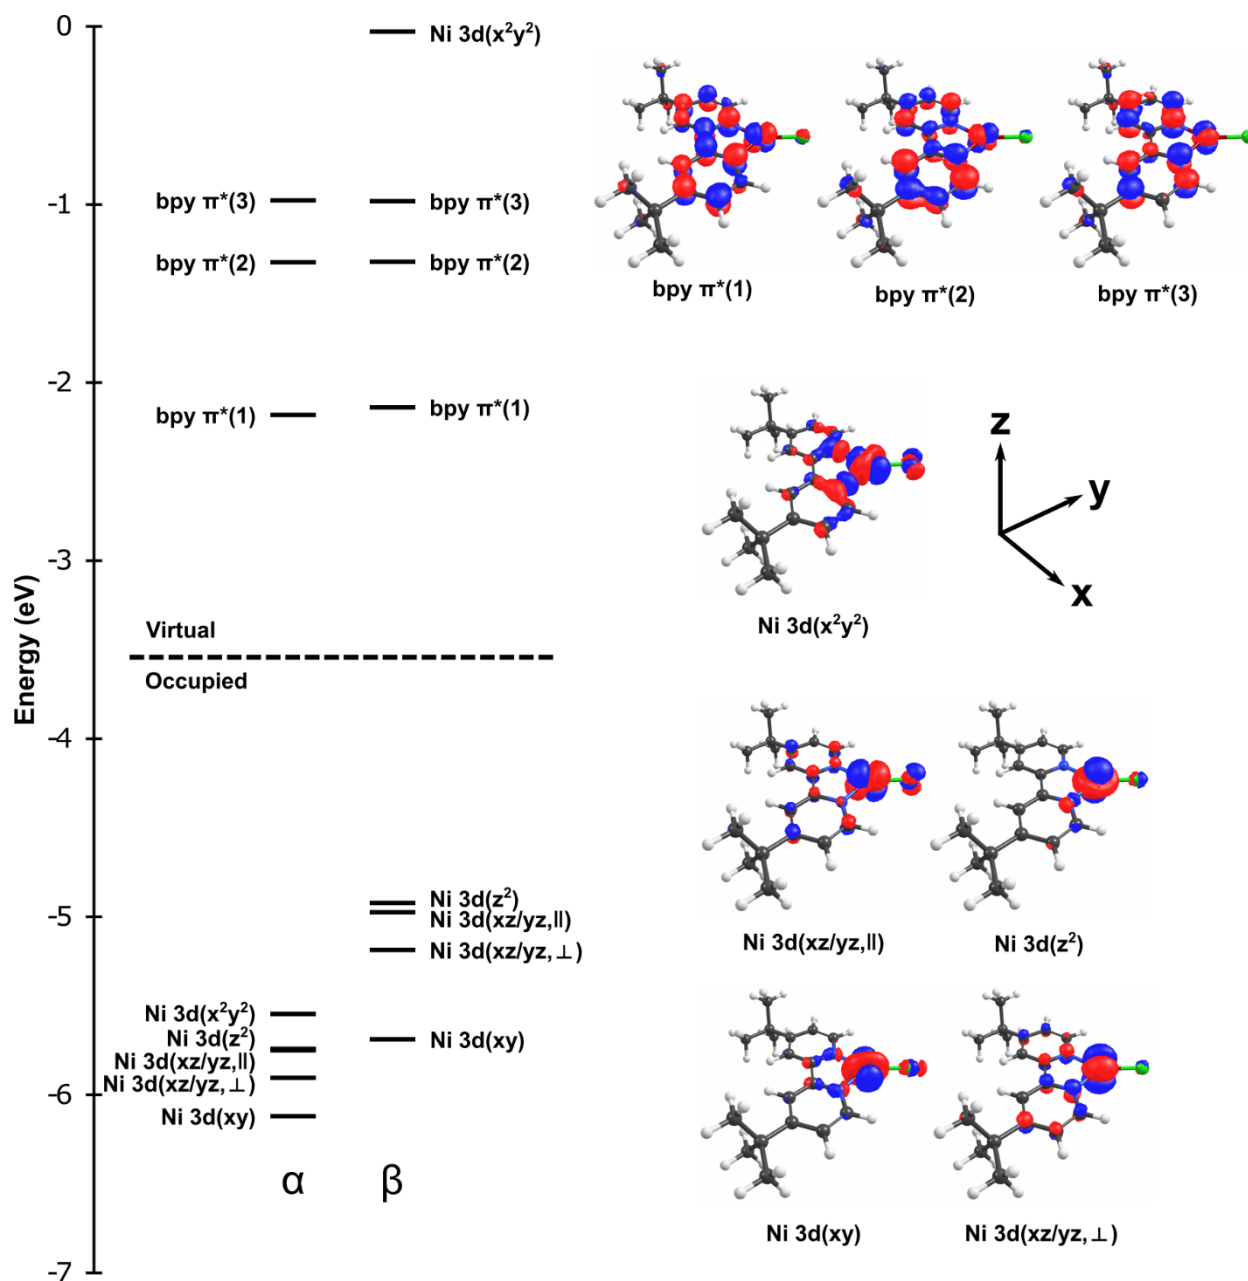 0
Ni 3d(x²y²)
-1
bpy π*(3)
bpy π*(3)
bpy π*(2)
bpy π*(2)
bpy π*(1)
bpy π*(2)
bpy π*(3)
-2
bpy π*(1)
bpy π*(1)
z
y
x
-3
Ni 3d(x²y²)
Virtual
Occupied
Energy (eV)
-4
-5
Ni 3d(z²)
Ni 3d(xz/yz,||)
Ni 3d(xz/yz,⊥)
Ni 3d(xz/yz,||)
Ni 3d(z²)
Ni 3d(x²y²)
Ni 3d(z²)
Ni 3d(xz/yz,||)
Ni 3d(xz/yz,⊥)
Ni 3d(xy)
Ni 3d(xy)
-6
α
β
Ni 3d(xy)
Ni 3d(xz/yz,⊥)
-7